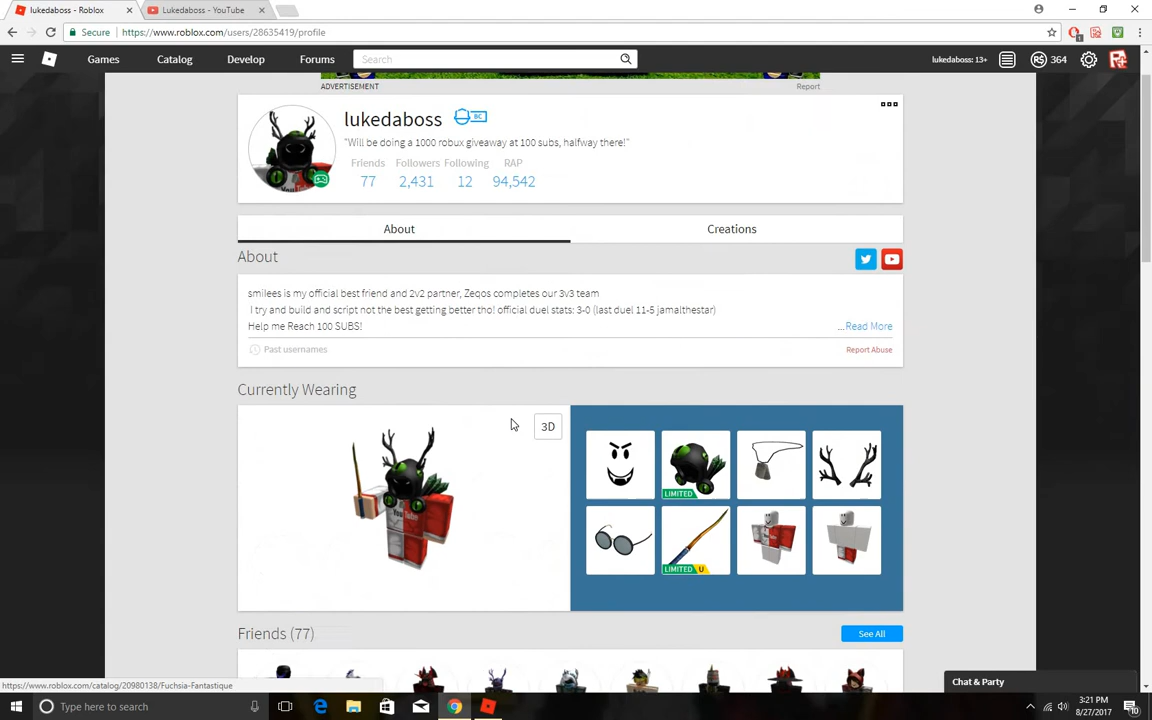 lukedaboss - Roblox
Lukedaboss - YouTube
Secure
https://www.roblox.com/users/28635419/profile
1
Games
Catalog
Develop
Forums
Search
lukedaboss: 13+
R$ 364
R+
ADVERTISEMENT
Report
lukedaboss
BC
"Will be doing a 1000 robux giveaway at 100 subs, halfway there!"
Friends Followers Following RAP
77 2,431 12 94,542
About
Creations
About
smilees is my official best friend and 2v2 partner, Zeqos completes our 3v3 team
I try and build and script not the best getting better tho! official duel stats: 3-0 (last duel 11-5 jamalthestar)
Help me Reach 100 SUBS!
...Read More
Past usernames
Report Abuse
Currently Wearing
3D
LIMITED
LIMITED U
Friends (77)
See All
https://www.roblox.com/catalog/20980138/Fuchsia-Fantastique
Chat & Party
Type here to search
3:21 PM
8/27/2017
10